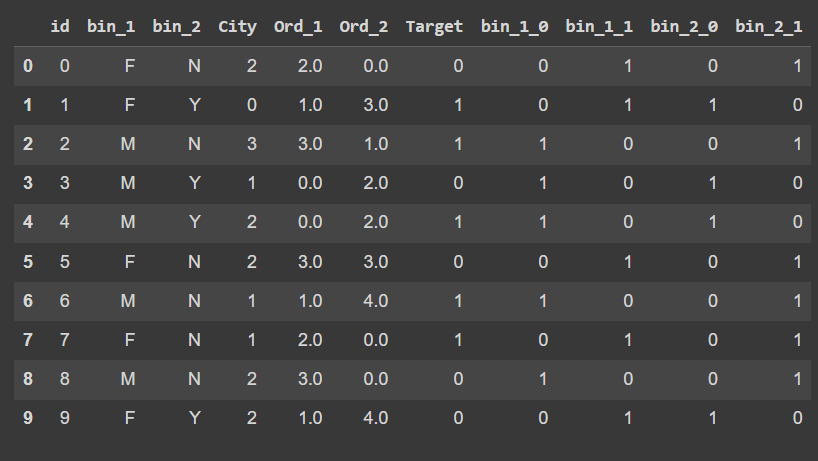 id bin_1 bin_2 City Ord_1 Ord_2 Target bin_1_0 bin_1_1 bin_2_0 bin_2_1
0 0 F N 2 2.0 0.0 0 0 1 0 1
1 1 F Y 0 1.0 3.0 1 0 1 1 0
2 2 M N 3 3.0 1.0 1 1 0 0 1
3 3 M Y 1 0.0 2.0 0 1 0 1 0
4 4 M Y 2 0.0 2.0 1 1 0 1 0
5 5 F N 2 3.0 3.0 0 0 1 0 1
6 6 M N 1 1.0 4.0 1 1 0 0 1
7 7 F N 1 2.0 0.0 1 0 1 0 1
8 8 M N 2 3.0 0.0 0 1 0 0 1
9 9 F Y 2 1.0 4.0 0 0 1 1 0